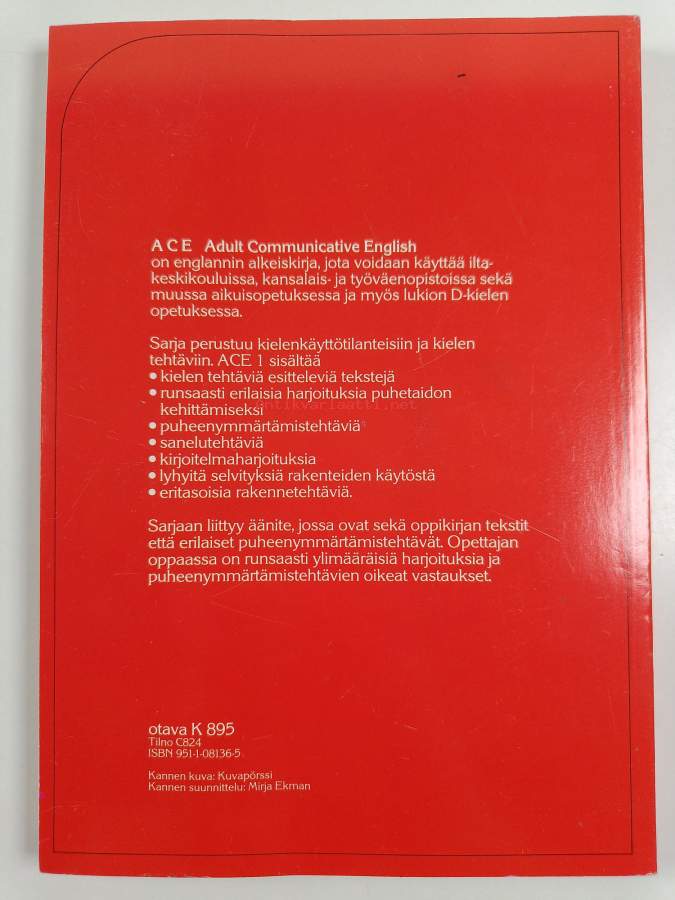 A C E Adult Communicative English
on englannin alkeiskirja, jota voidaan käyttää ilta-
keskikouluissa, kansalais- ja työväenopistoissa sekä
muussa aikuisopetuksessa ja myös lukion D-kielen
opetuksessa.
Sarja perustuu kielenkäyttötilanteisiin ja kielen
tehtäviin. ACE 1 sisältää
• kielen tehtäviä esitteleviä tekstejä
• runsaasti erilaisia harjoituksia puhetaidon
kehittämiseksi
antikvariaatti.net
• puheenymmärtämistehtäviä
• sanelutehtäviä
• kirjoitelmaharjoituksia
• lyhyitä selvityksiä rakenteiden käytöstä
• eritasoisia rakennetehtäviä.
Sarjaan liittyy äänite, jossa ovat sekä oppikirjan tekstit
että erilaiset puheenymmärtämistehtävät. Opettajan
oppaassa on runsaasti ylimääräisiä harjoituksia ja
puheenymmärtämistehtävien oikeat vastaukset.
otava K 895
Tilno C824
ISBN 951-1-08136-5
Kannen kuva: Kuvapörssi
Kannen suunnittelu: Mirja Ekman